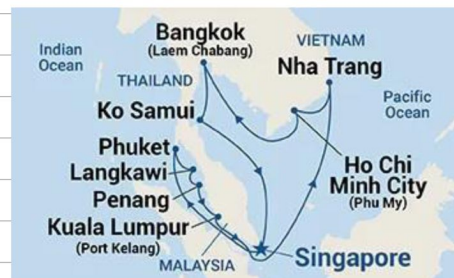 Bangkok
(Laem Chabang)
VIETNAM
Indian
Ocean
Nha Trang
THAILAND
Pacific
Ocean
Ko Samui
Phuket
Langkawi
Penang
Ho Chi
Minh City
(Phu My)
Kuala Lumpur
(Port Kelang)
MALAYSIA
Singapore